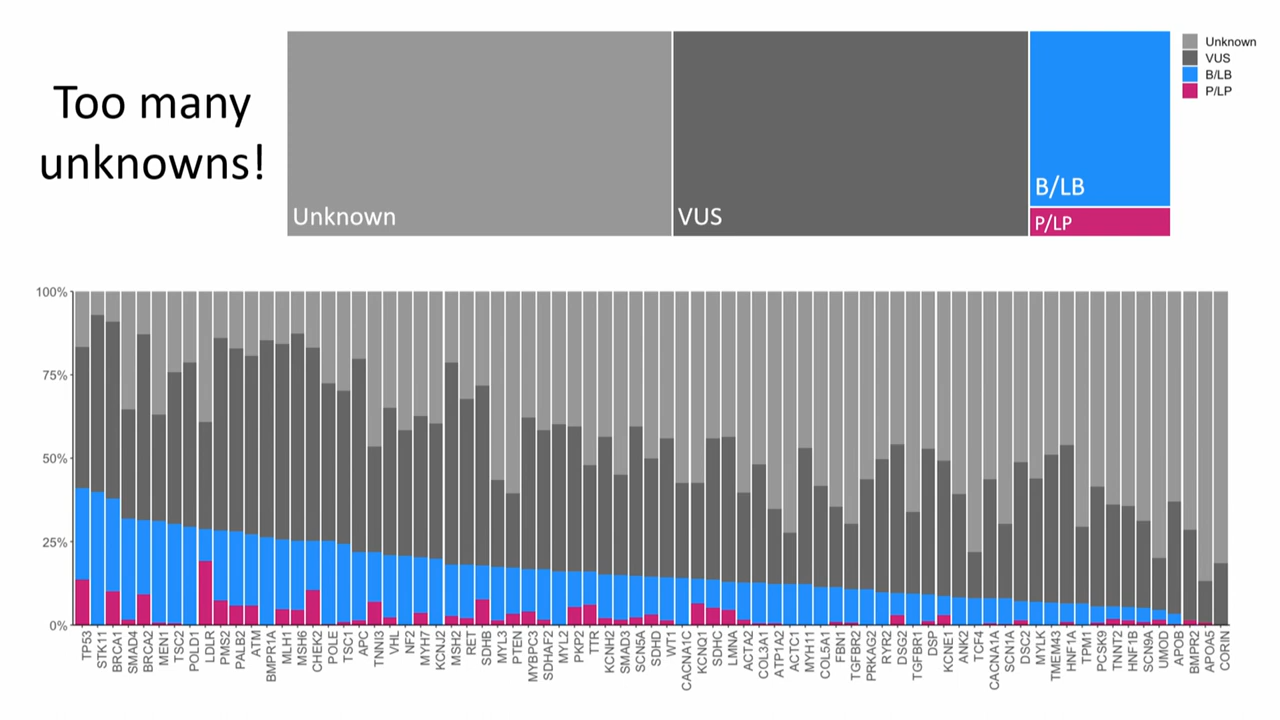 Too many
unknowns!
Unknown
VUS
B/LB
P/LP
Unknown
VUS
B/LB
P/LP
100%
75%
50%
25%
0%
TP53
STK11
BRCA1
SMAD4
BRCA2
MEN1
TSC2
POLD1
LDLR
PMS2
PALB2
ATM
BMPR1A
MLH1
MSH6
CHEK2
POLE
TSC1
APC
TNNI3
VHL
NF2
MYH7
KCNJ2
MSH2
RET
SDHB
MYL3
PTEN
MYBPC3
SDHAF2
MYL2
PKP2
TTR
KCNH2
SMAD3
SCN5A
SDHD
WT1
CACNA1C
KCNQ1
SDHC
LMNA
ACTA2
COL3A1
ATP1A2
ACTC1
MYH11
COL5A1
FBN1
TGFBR2
PRKAG2
RYR2
DSG2
TGFBR1
DSP
KCNE1
ANK2
TCF4
CACNA1A
SCN1A
DSC2
MYLK
TMEM43
HNF1A
TPM1
PCSK9
TNNT2
HNF1B
SCN9A
UMOD
APOB
BMPR2
APOA5
CORIN